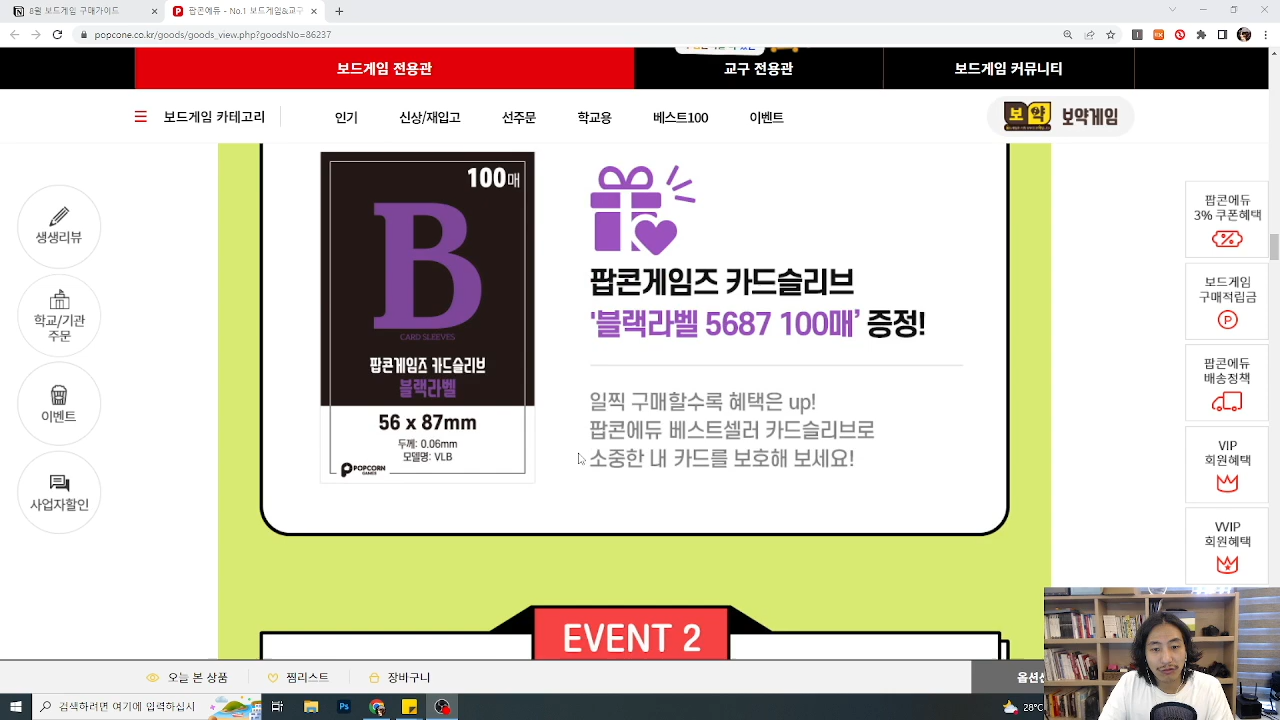 8월 보드게임 구매가이드
팝콘에듀 - No.1 보드게임&교구
popcone.co.kr/goods/goods_view.php?goodsNo=86237
보드게임 전용관
교구 전용관
보드게임 커뮤니티
보드게임 카테고리
인기
신상/재입고
선주문
학교용
베스트100
이벤트
보약
보약게임
생생리뷰
학교/기관
주문
이벤트
사업자할인
100매
B
CARD SLEEVES
팝콘게임즈 카드슬리브
블랙라벨
56 x 87mm
두께: 0.06mm
모델명: VLB
POPCORN
GAMES
팝콘게임즈 카드슬리브
'블랙라벨 5687 100매’ 증정!
일찍 구매할수록 혜택은 up!
팝콘에듀 베스트셀러 카드슬리브로
소중한 내 카드를 보호해 보세요!
팝콘에듀
3% 쿠폰혜택
보드게임
구매적립금
P
팝콘에듀
배송정책
VIP
회원혜택
VVIP
회원혜택
EVENT 2
오늘 본 상품
찜리스트
장바구니
옵션선
검색하려면 여기에 입력하십시
28°C